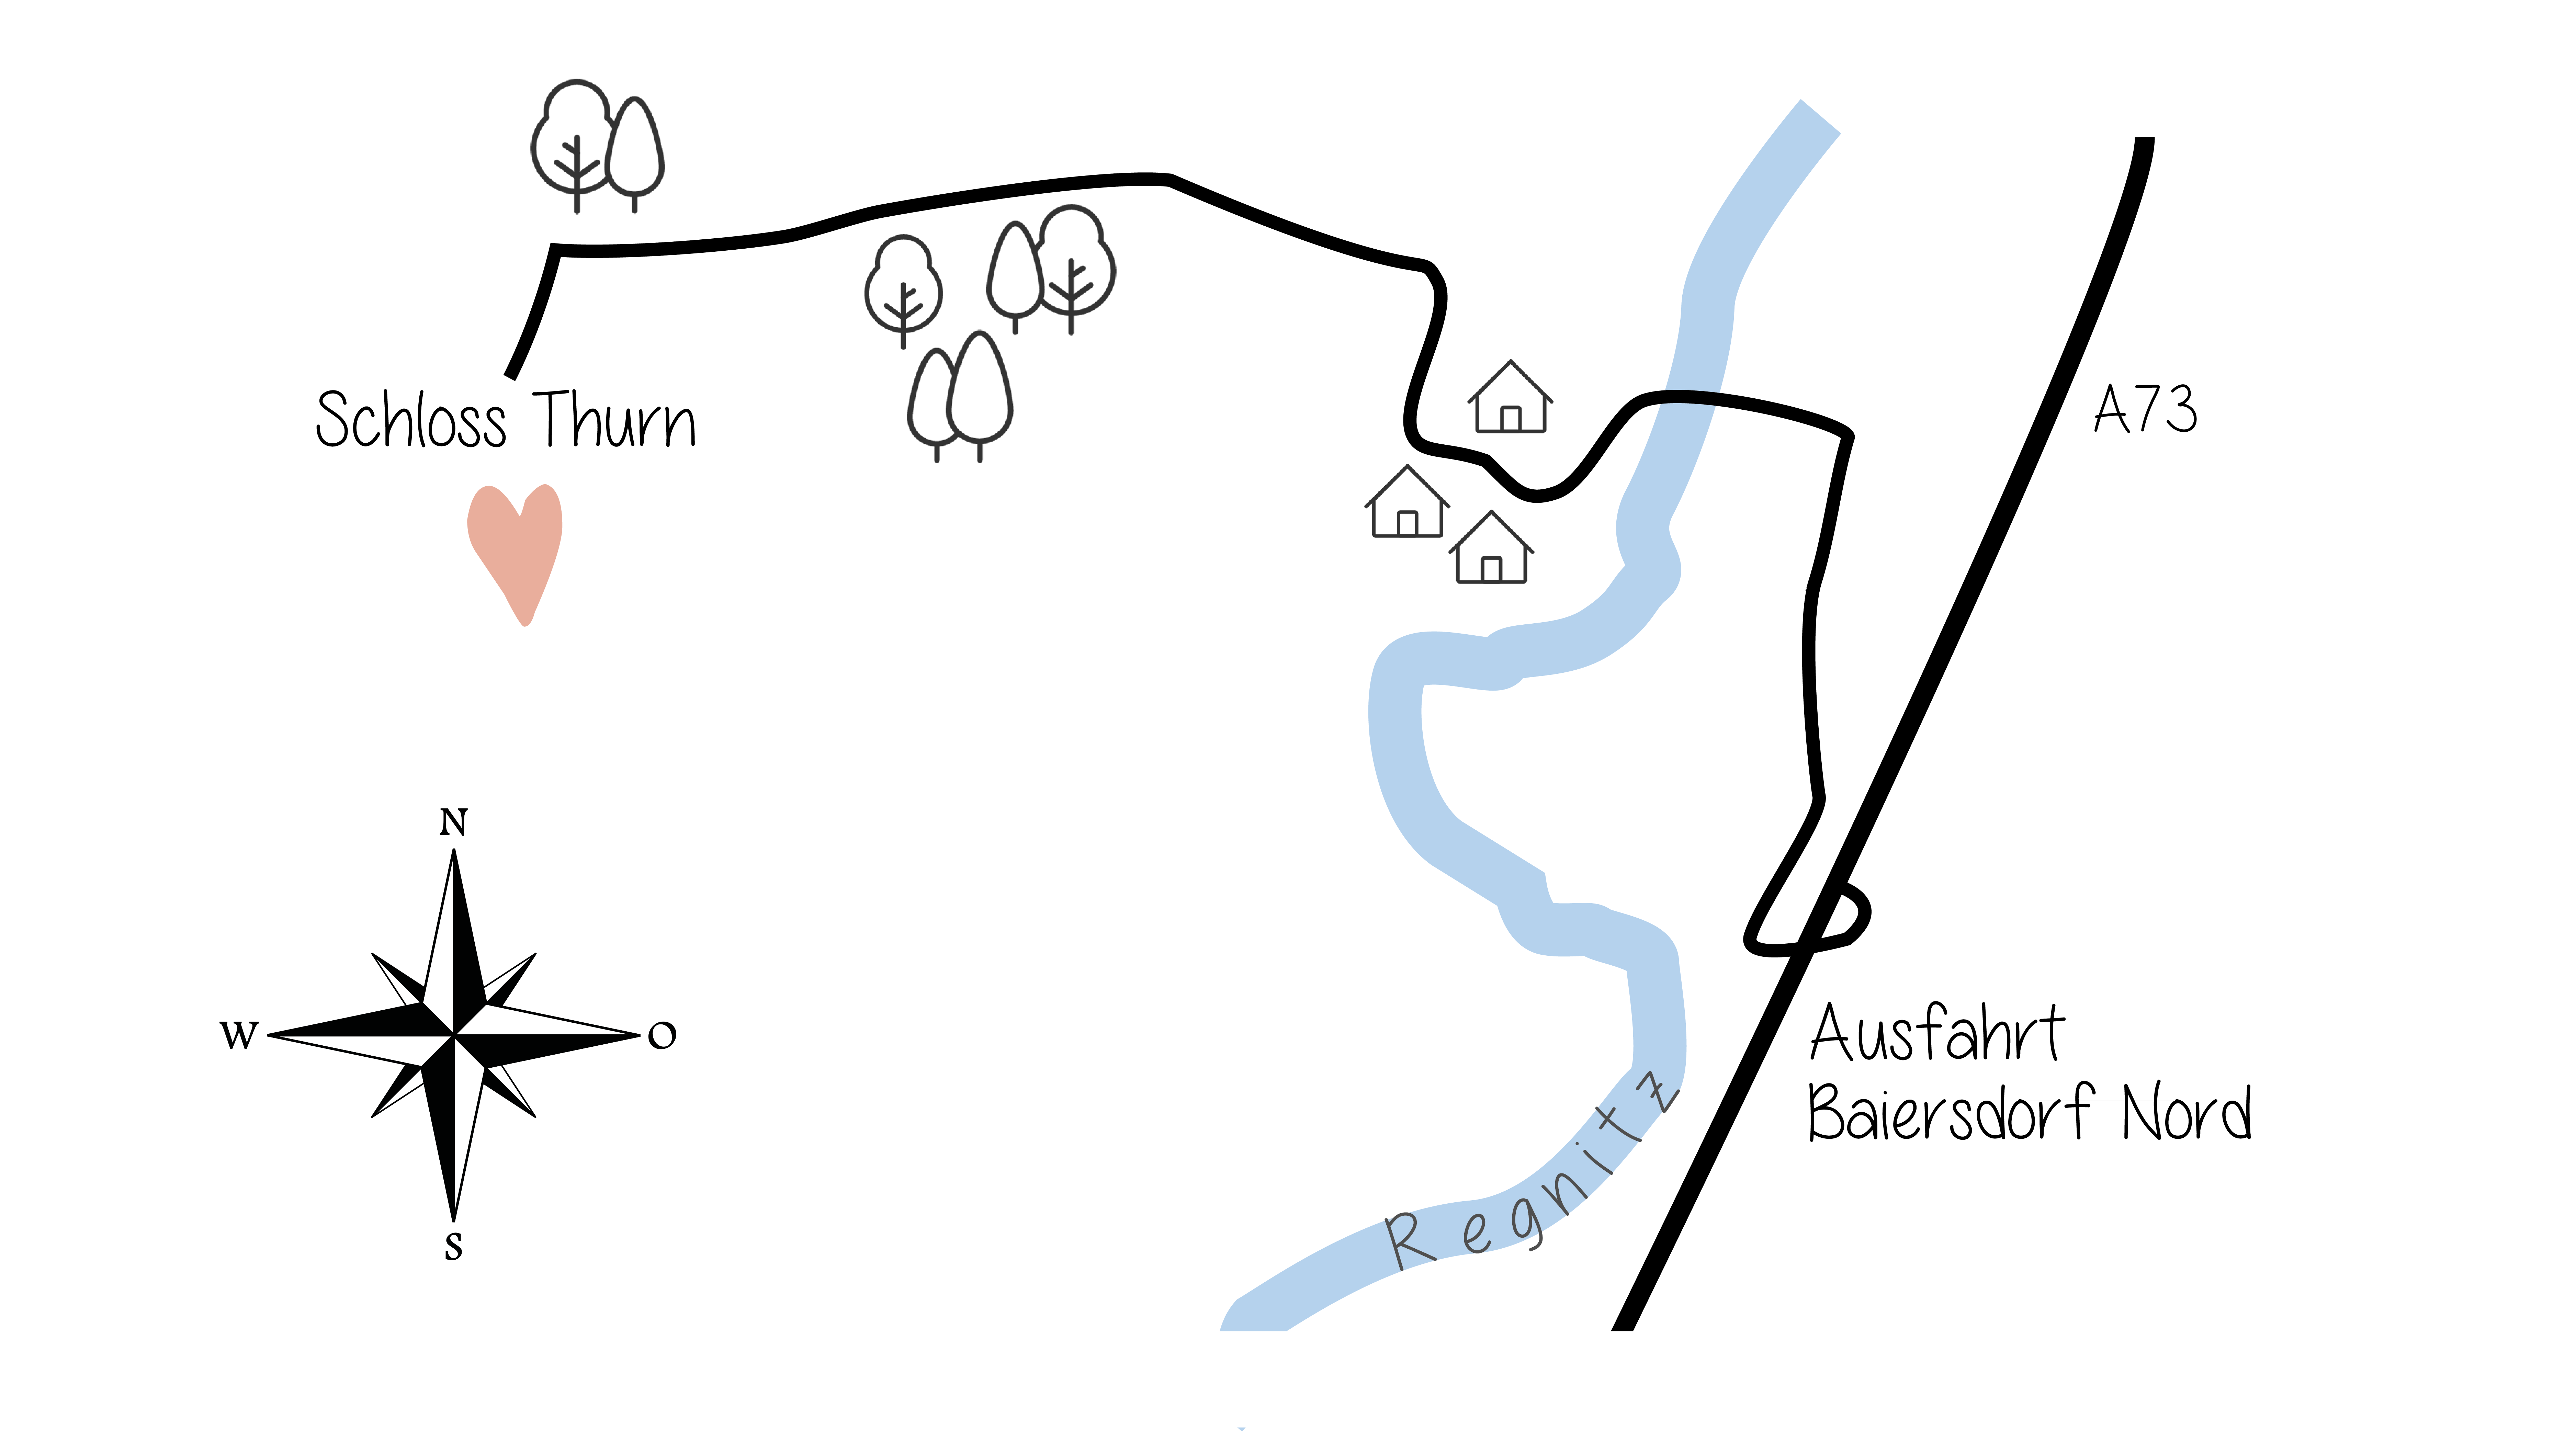 Schloss Thurn
A73
N
W
O
S
Ausfahrt
Baiersdorf Nord
Regnitz